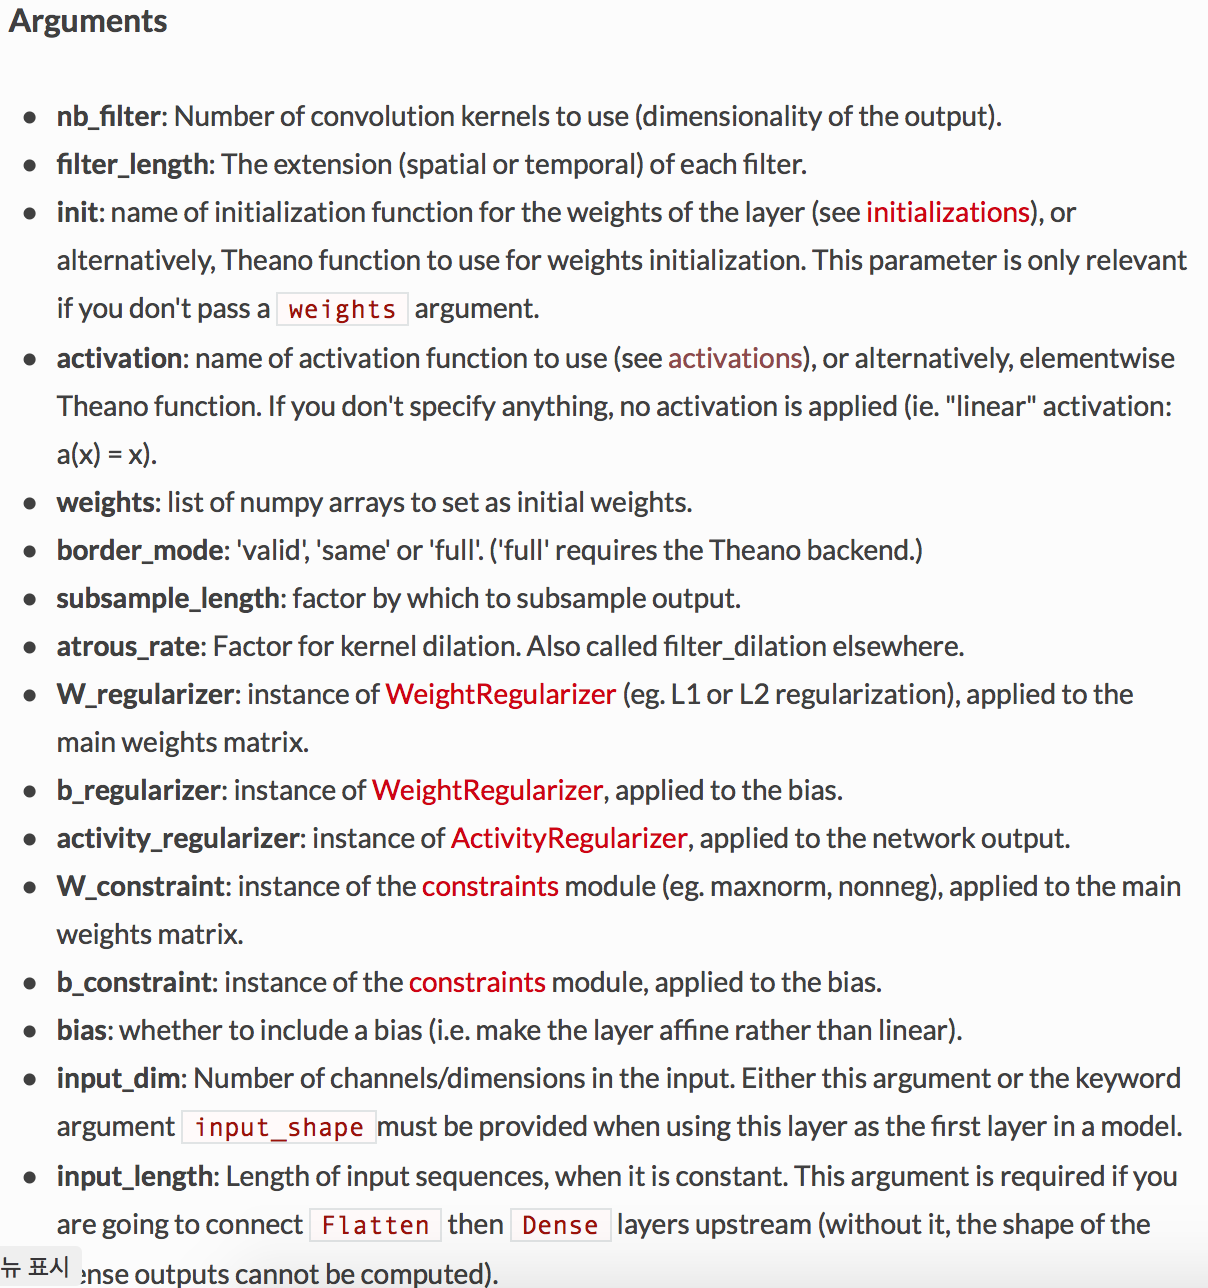 Arguments
nb_filter: Number of convolution kernels to use (dimensionality of the output).
filter_length: The extension (spatial or temporal) of each filter.
init: name of initialization function for the weights of the layer (see initializations), or
alternatively, Theano function to use for weights initialization. This parameter is only relevant
if you don't pass a weights argument.
activation: name of activation function to use (see activations), or alternatively, elementwise
Theano function. If you don't specify anything, no activation is applied (ie. "linear" activation:
a(x) = x).
weights: list of numpy arrays to set as initial weights.
border_mode: 'valid', 'same' or 'full'. ('full' requires the Theano backend.)
subsample_length: factor by which to subsample output.
atrous_rate: Factor for kernel dilation. Also called filter_dilation elsewhere.
W_regularizer: instance of WeightRegularizer (eg. L1 or L2 regularization), applied to the
main weights matrix.
b_regularizer: instance of WeightRegularizer, applied to the bias.
activity_regularizer: instance of ActivityRegularizer, applied to the network output.
W_constraint: instance of the constraints module (eg. maxnorm, nonneg), applied to the main
weights matrix.
b_constraint: instance of the constraints module, applied to the bias.
bias: whether to include a bias (i.e. make the layer affine rather than linear).
input_dim: Number of channels/dimensions in the input. Either this argument or the keyword
argument input_shape must be provided when using this layer as the first layer in a model.
input_length: Length of input sequences, when it is constant. This argument is required if you
are going to connect Flatten then Dense layers upstream (without it, the shape of the
뉴 표시 ense outputs cannot be computed).